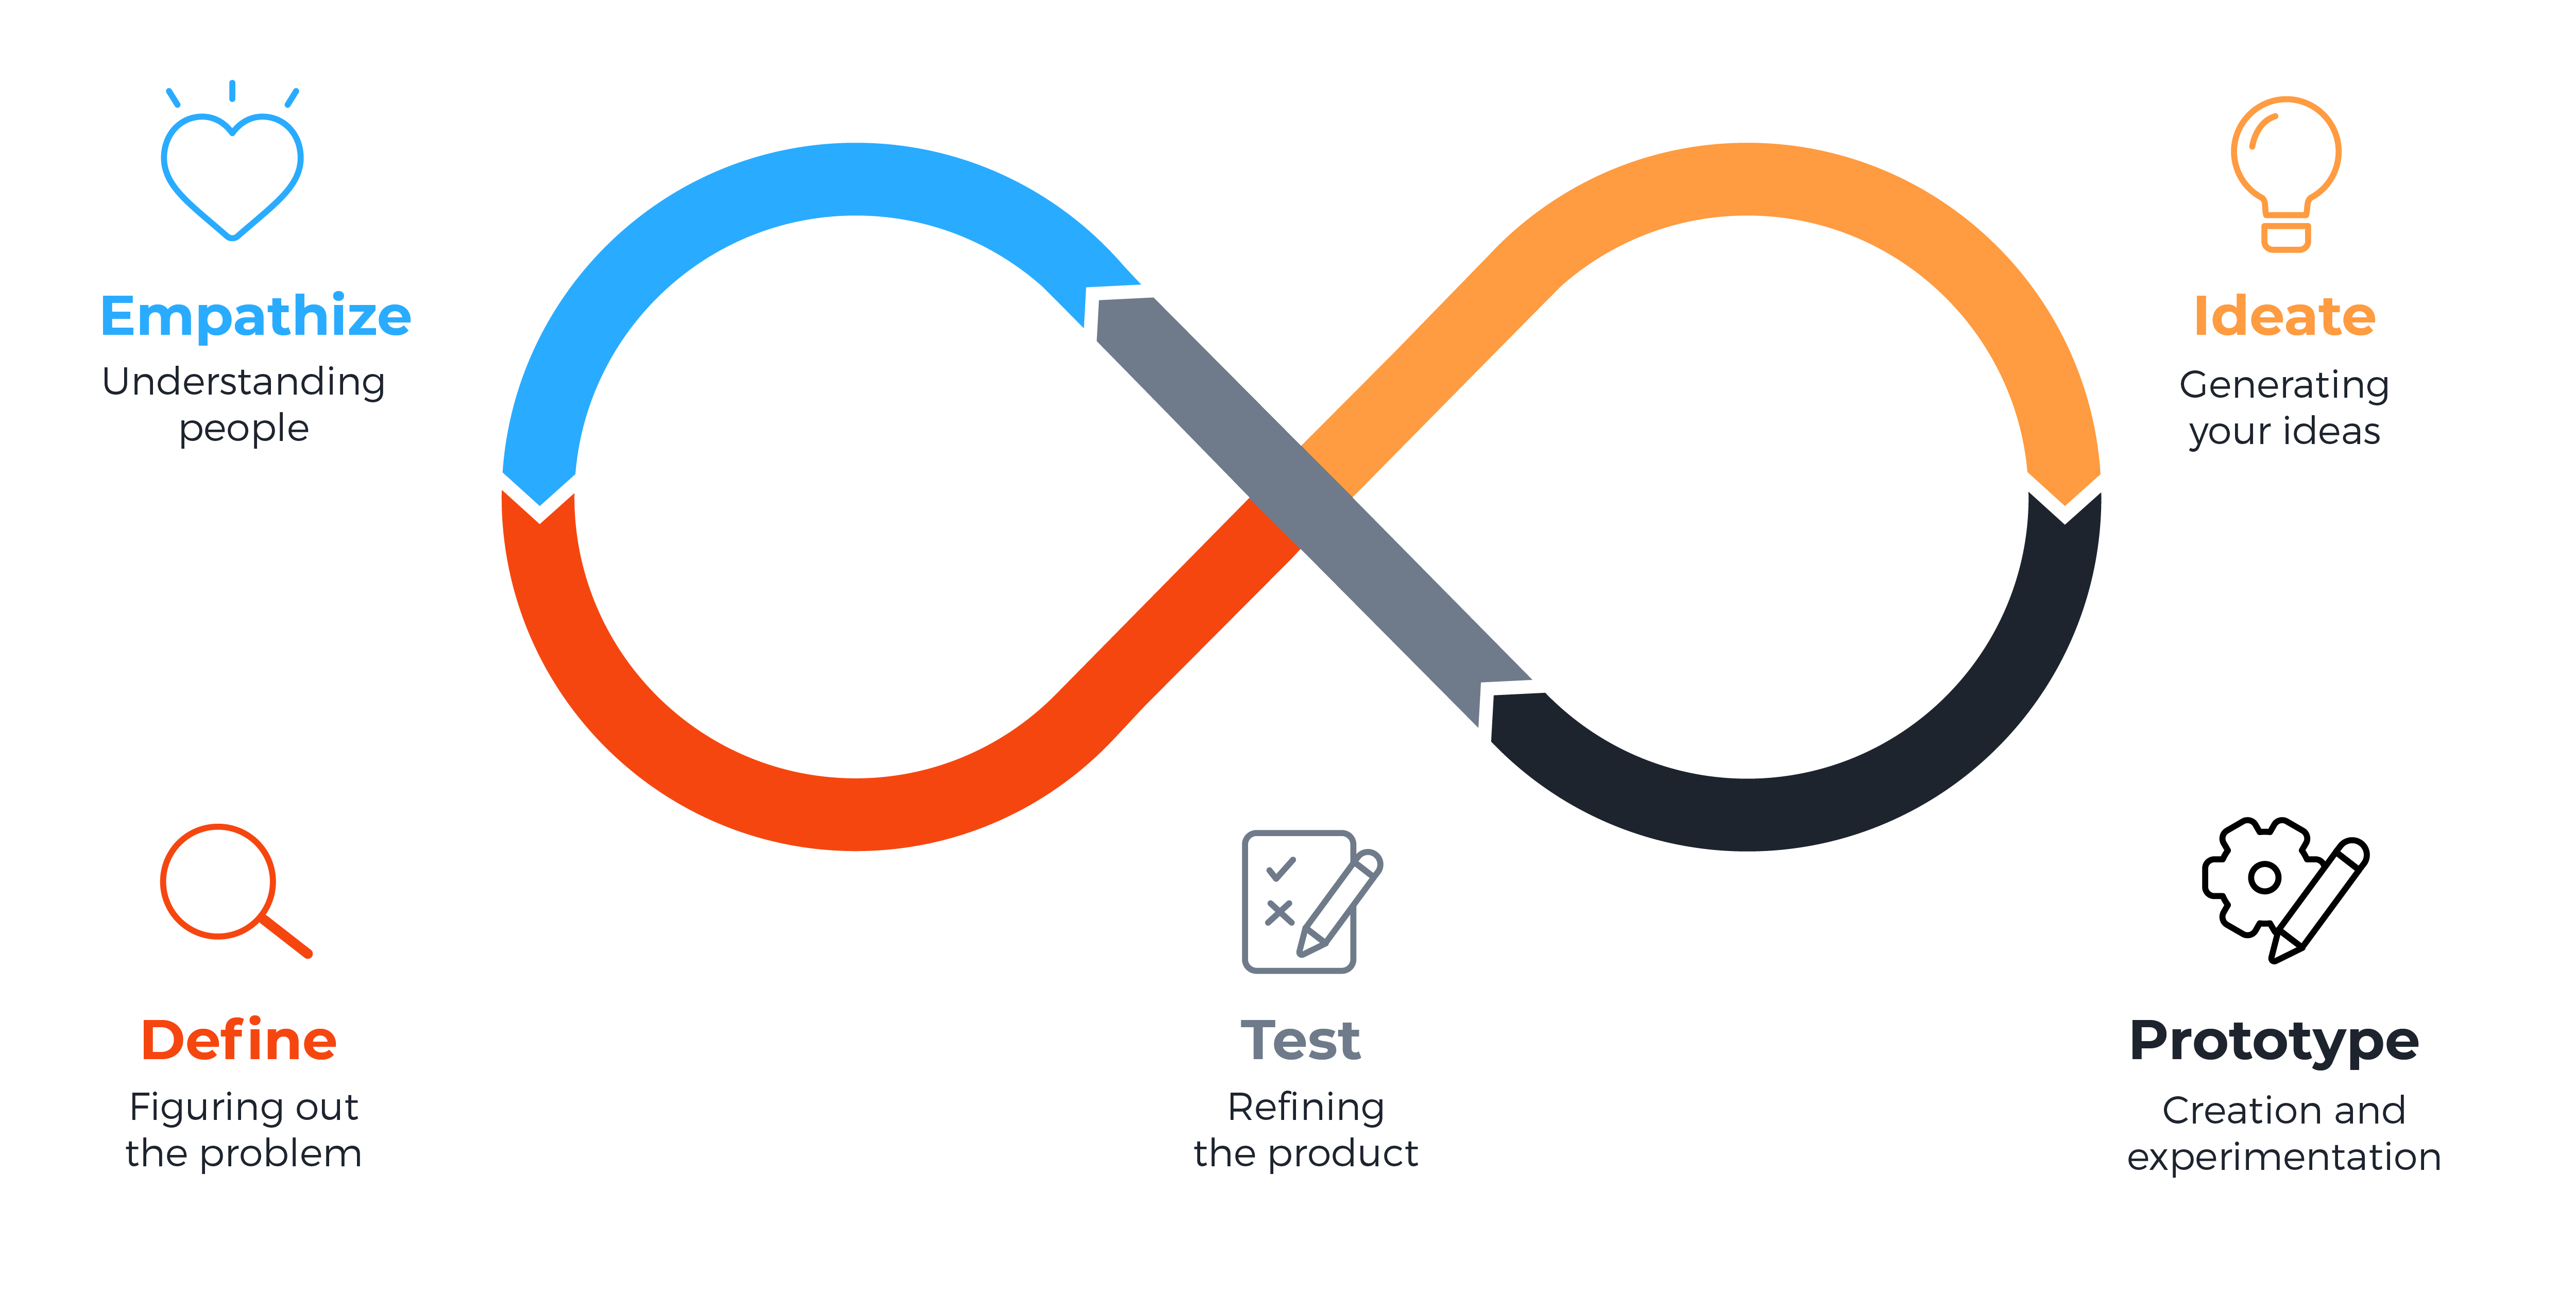 Empathize
Understanding
people
Ideate
Generating
your ideas
Define
Figuring out
the problem
Test
Refining
the product
Prototype
Creation and
experimentation